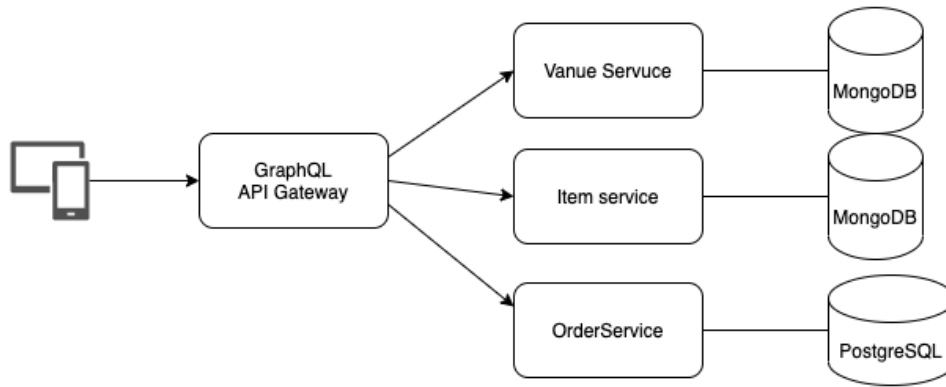 Vanue Servuce
MongoDB
GraphQL
API Gateway
Item service
MongoDB
OrderService
PostgreSQL